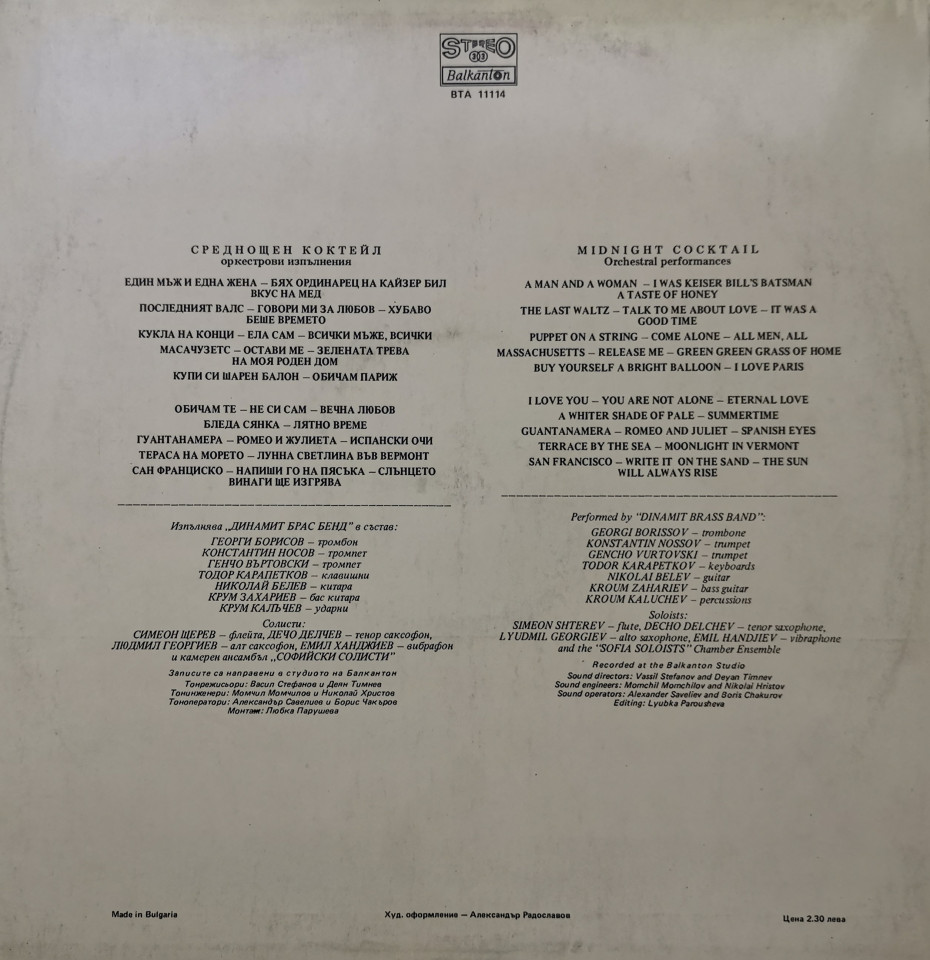 STEREO
33
Balkanton
BTA 11114
СРЕДНОЩЕН КОКТЕЙЛ
оркестрови изпълнения
ЕДИН МЪЖ И ЕДНА ЖЕНА – БЯХ ОРДИНАРЕЦ НА КАЙЗЕР БИЛ
ВКУС НА МЕД
ПОСЛЕДНИЯТ ВАЛС – ГОВОРИ МИ ЗА ЛЮБОВ – ХУБАВО
БЕШЕ ВРЕМЕТО
КУКЛА НА КОНЦИ – ЕЛА САМ – ВСИЧКИ МЪЖЕ, ВСИЧКИ
МАСАЧУЗЕТС – ОСТАВИ МЕ – ЗЕЛЕНАТА ТРЕВА
НА МОЯ РОДЕН ДОМ
КУПИ СИ ШАРЕН БАЛОН – ОБИЧАМ ПАРИЖ
ОБИЧАМ ТЕ – НЕ СИ САМ – ВЕЧНА ЛЮБОВ
БЛЕДА СЯНКА – ЛЯТНО ВРЕМЕ
ГУАНТАНАМЕРА – РОМЕО И ЖУЛИЕТА – ИСПАНСКИ ОЧИ
ТЕРАСА НА МОРЕТО – ЛУННА СВЕТЛИНА ВЪВ ВЕРМОНТ
САН ФРАНЦИСКО – НАПИШИ ГО НА ПЯСЪКА – СЛЪНЦЕТО
ВИНАГИ ЩЕ ИЗГРЯВА
Изпълнява „ДИНАМИТ БРАС БЕНД" в състав:
ГЕОРГИ БОРИСОВ – тромбон
КОНСТАНТИН НОСОВ – тромпет
ГЕНЧО ВЪРТОВСКИ – тромпет
ТОДОР КАРАПЕТКОВ – клавишни
НИКОЛАЙ БЕЛЕВ – китара
КРУМ ЗАХАРИЕВ – бас китара
КРУМ КАЛЪЧЕВ – ударни
Солисти:
СИМЕОН ЩЕРЕВ – флейта, ДЕЧО ДЕЛЧЕВ – тенор саксофон,
ЛЮДМИЛ ГЕОРГИЕВ – алт саксофон, ЕМИЛ ХАНДЖИЕВ – вибрафон
и камерен ансамбъл „СОФИЙСКИ СОЛИСТИ"
Записите са направени в студиото на Балкантон
Тонрежисьори: Васил Стефанов и Деян Тимнев
Тонинженери: Момчил Момчилов и Николай Христов
Тоноператори: Александър Савелиев и Борис Чакъров
Монтаж: Любка Парушева
MIDNIGHT COCKTAIL
Orchestral performances
A MAN AND A WOMAN – I WAS KEISER BILL'S BATSMAN
A TASTE OF HONEY
THE LAST WALTZ – TALK TO ME ABOUT LOVE – IT WAS A
GOOD TIME
PUPPET ON A STRING – COME ALONE – ALL MEN, ALL
MASSACHUSETTS – RELEASE ME – GREEN GREEN GRASS OF HOME
BUY YOURSELF A BRIGHT BALLOON – I LOVE PARIS
I LOVE YOU – YOU ARE NOT ALONE – ETERNAL LOVE
A WHITER SHADE OF PALE – SUMMERTIME
GUANTANAMERA – ROMEO AND JULIET – SPANISH EYES
TERRACE BY THE SEA – MOONLIGHT IN VERMONT
SAN FRANCISCO – WRITE IT ON THE SAND – THE SUN
WILL ALWAYS RISE
Performed by "DINAMIT BRASS BAND":
GEORGI BORISSOV – trombone
KONSTANTIN NOSSOV – trumpet
GENCHO VURTOVSKI – trumpet
TODOR KARAPETKOV – keyboards
NIKOLAI BELEV – guitar
KROUM ZAHARIEV – bass guitar
KROUM KALUCHEV – percussions
Soloists:
SIMEON SHTEREV – flute, DECHO DELCHEV – tenor saxophone,
LYUDMIL GEORGIEV – alto saxophone, EMIL HANDJIEV – vibraphone
and the "SOFIA SOLOISTS" Chamber Ensemble
Recorded at the Balkanton Studio
Sound directors: Vassil Stefanov and Deyan Timnev
Sound engineers: Momchil Momchilov and Nikolai Hristov
Sound operators: Alexander Saveliev and Boris Chakurov
Editing: Lyubka Parousheva
Made in Bulgaria
Худ. оформление – Александър Радославов
Цена 2.30 лева